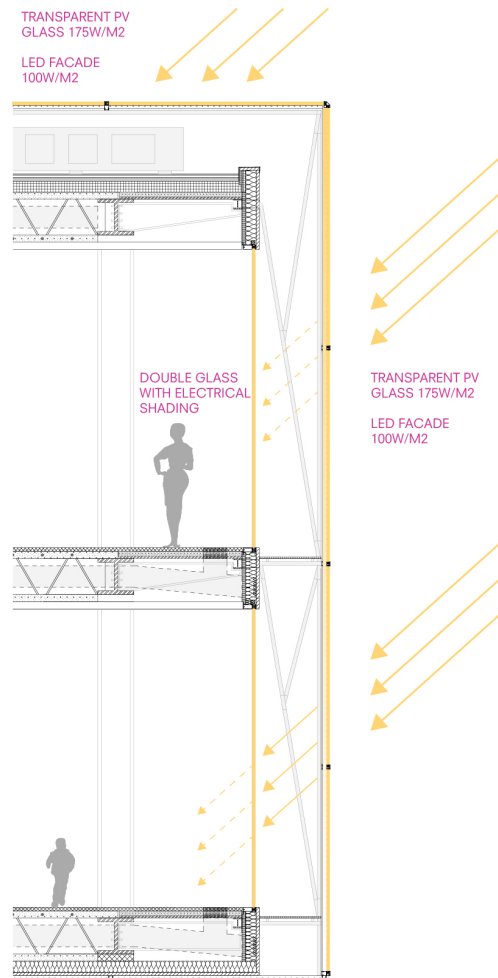 TRANSPARENT PV
GLASS 175W/M2
LED FACADE
100W/M2
DOUBLE GLASS
WITH ELECTRICAL
SHADING
TRANSPARENT PV
GLASS 175W/M2
LED FACADE
100W/M2